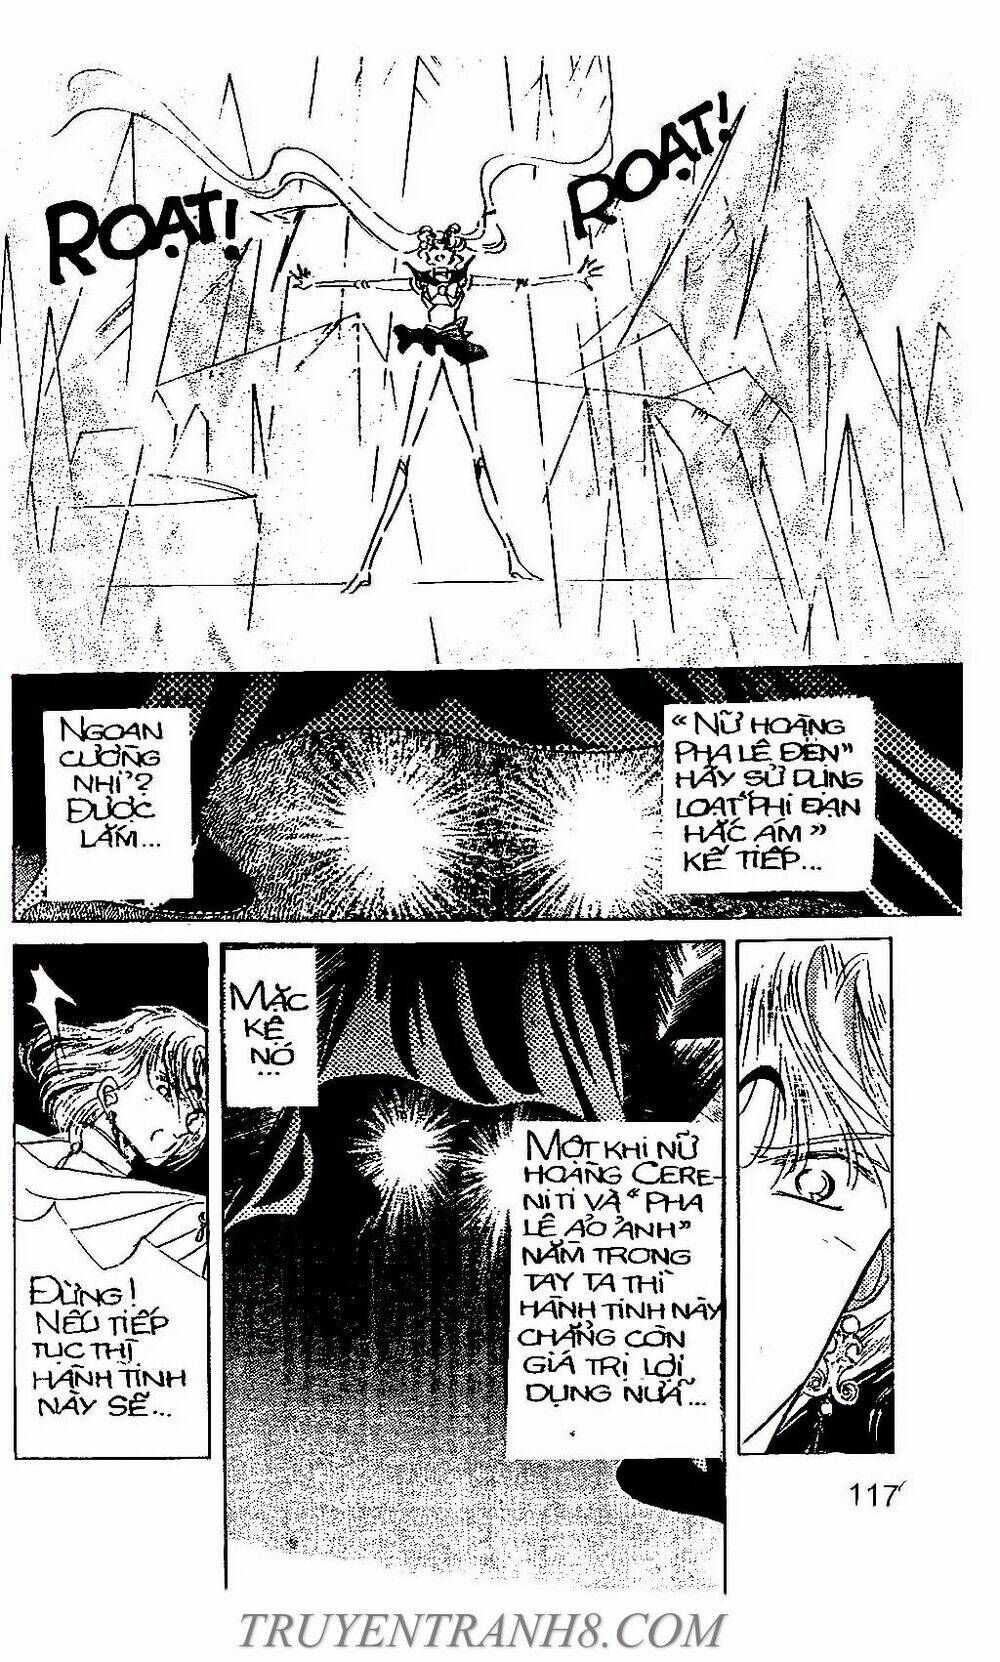 ROẠT!
ROẠT!
NGOAN
CƯỜNG
NHỈ?
ĐƯỢC
LẮM...
“NỮ HOÀNG
PHA LÊ ĐEN”
HÃY SỬ DỤNG
LOẠT “PHI ĐẠN
HẮC ÁM”
KẾ TIẾP...
ĐỪNG!
NẾU TIẾP
TỤC THÌ
HÀNH TINH
NÀY SẼ...
MẶC
KỆ
NÓ
...
MỘT KHI NỮ
HOÀNG CERE-
NITI VÀ “PHA
LÊ ẢO ẢNH”
NẰM TRONG
TAY TA THÌ
HÀNH TINH NÀY
CHẲNG CÒN
GIÁ TRỊ LỢI
DỤNG NỮA...
117
TRUYENTRANH8.COM